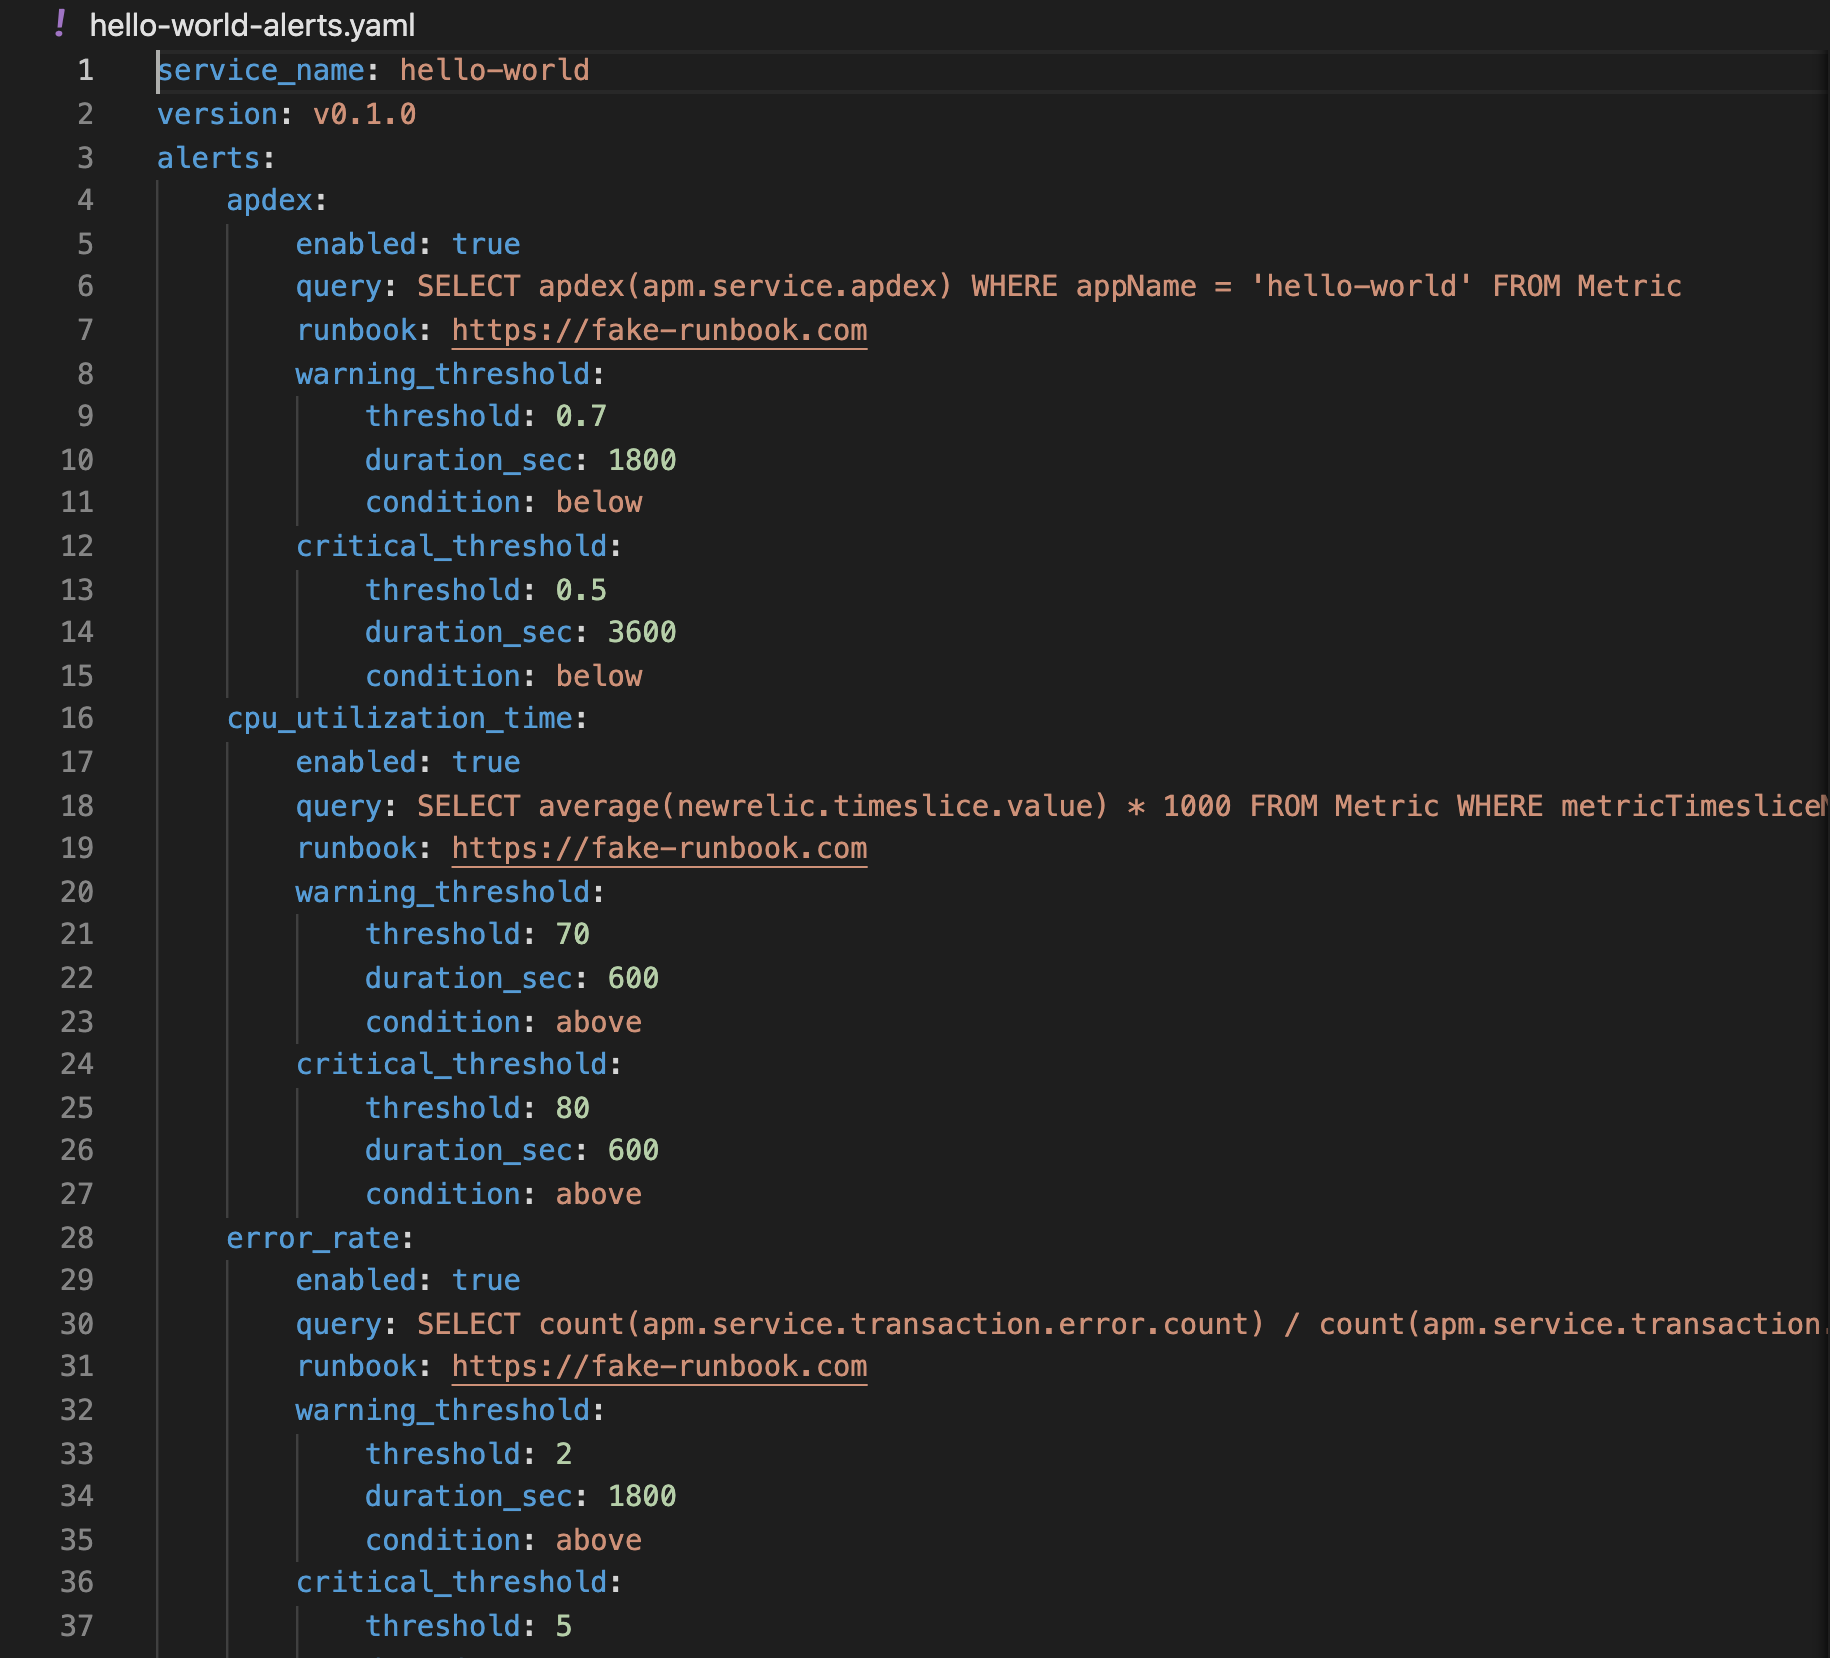 ! hello-world-alerts.yaml
1 service_name: hello-world
2 version: v0.1.0
3 alerts:
4     apdex:
5         enabled: true
6         query: SELECT apdex(apm.service.apdex) WHERE appName = 'hello-world' FROM Metric
7         runbook: https://fake-runbook.com
8         warning_threshold:
9             threshold: 0.7
10             duration_sec: 1800
11             condition: below
12         critical_threshold:
13             threshold: 0.5
14             duration_sec: 3600
15             condition: below
16     cpu_utilization_time:
17         enabled: true
18         query: SELECT average(newrelic.timeslice.value) * 1000 FROM Metric WHERE metricTimeslice
19         runbook: https://fake-runbook.com
20         warning_threshold:
21             threshold: 70
22             duration_sec: 600
23             condition: above
24         critical_threshold:
25             threshold: 80
26             duration_sec: 600
27             condition: above
28     error_rate:
29         enabled: true
30         query: SELECT count(apm.service.transaction.error.count) / count(apm.service.transaction.
31         runbook: https://fake-runbook.com
32         warning_threshold:
33             threshold: 2
34             duration_sec: 1800
35             condition: above
36         critical_threshold:
37             threshold: 5